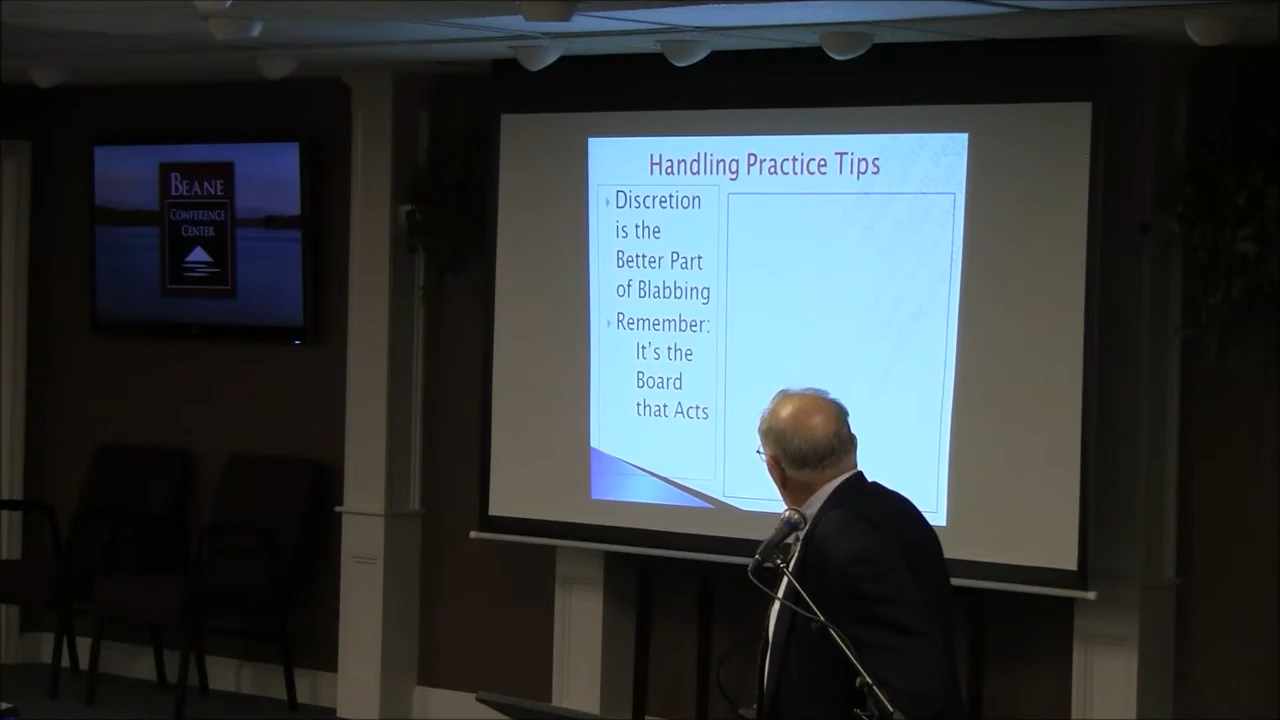 BEANE
CONFERENCE
CENTER
Handling Practice Tips
Discretion
is the
Better Part
of Blabbing
Remember:
It's the
Board
that Acts